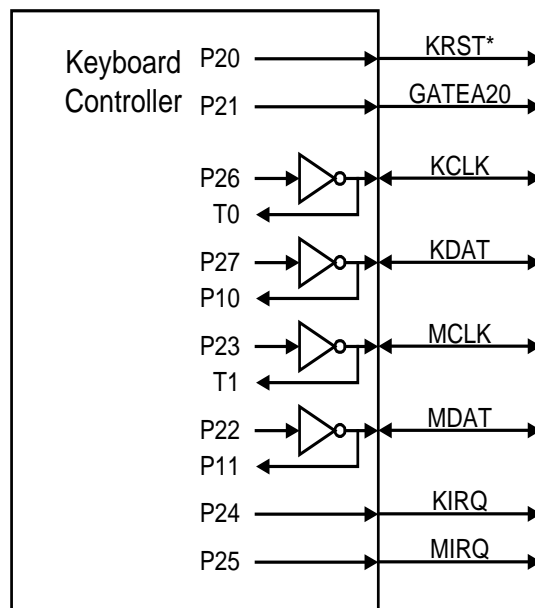 Keyboard
Controller
P20
KRST*
P21
GATEA20
P26
KCLK
T0
P27
KDAT
P10
P23
MCLK
T1
P22
MDAT
P11
P24
KIRQ
P25
MIRQ